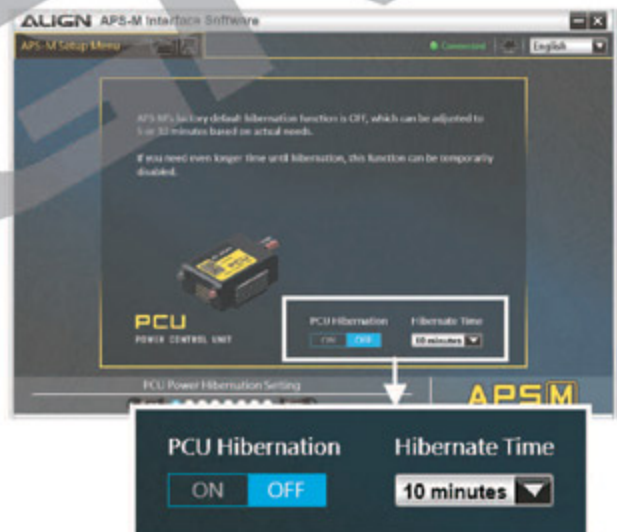 ALIGN APS-M Interface Software
APS-M Setup Menu
Connected
English
APS-M's factory default hibernation function is OFF, which can be adjusted to
5 or 10 minutes based on actual needs.
If you need even longer time until hibernation, this function can be temporarily
disabled.
PCU
POWER CONTROL UNIT
PCU Hibernation
Hibernate Time
ON OFF
10 minutes
PCU Power Hibernation Setting
APSM
PCU Hibernation
Hibernate Time
ON OFF
10 minutes